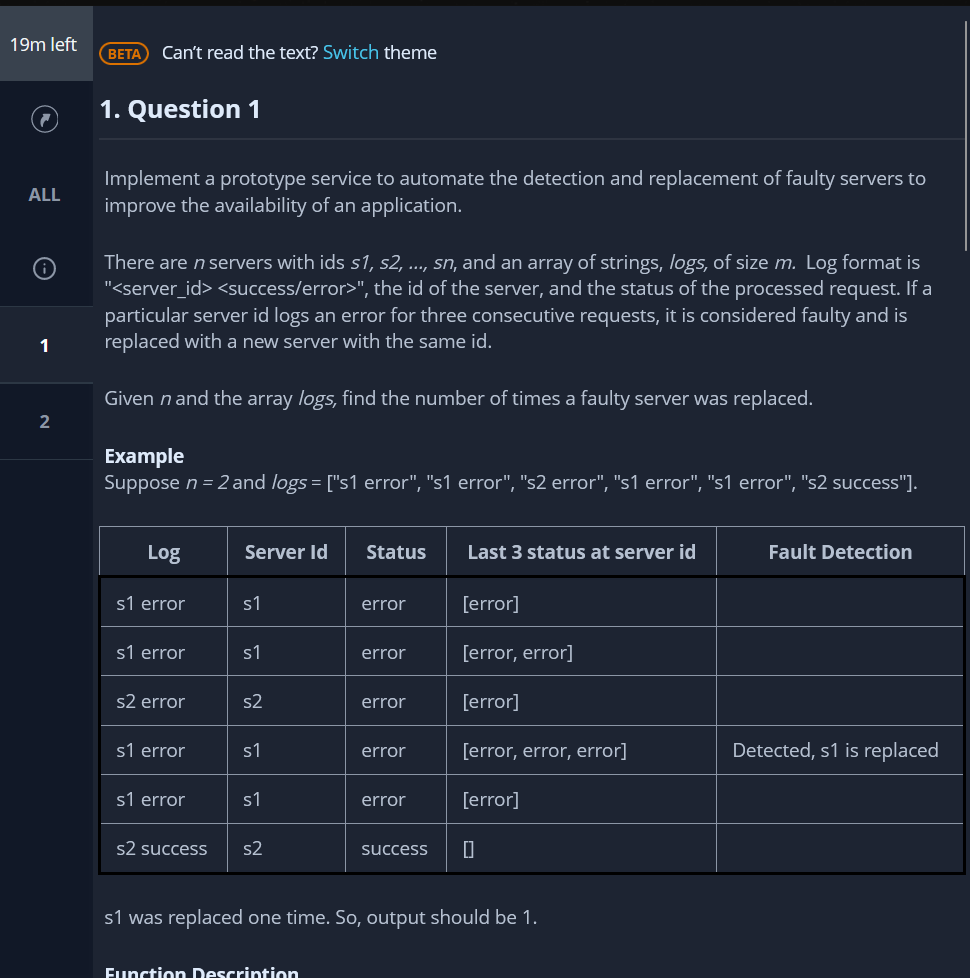 19m left
BETA Can't read the text? Switch theme
ALL
1
2
1. Question 1
Implement a prototype service to automate the detection and replacement of faulty servers to
improve the availability of an application.
There are n servers with ids s1, s2, ..., sn, and an array of strings, logs, of size m. Log format is
"<server_id> <success/error>", the id of the server, and the status of the processed request. If a
particular server id logs an error for three consecutive requests, it is considered faulty and is
replaced with a new server with the same id.
Given n and the array logs, find the number of times a faulty server was replaced.
Example
Suppose n = 2 and logs = ["s1 error", "s1 error", "s2 error", "s1 error", "s1 error", "s2 success"].
Log Server Id Status Last 3 status at server id Fault Detection
s1 error s1 error [error]
s1 error s1 error [error, error]
s2 error s2 error [error]
s1 error s1 error [error, error, error] Detected, s1 is replaced
s1 error s1 error [error]
s2 success s2 success []
s1 was replaced one time. So, output should be 1.
Function Description